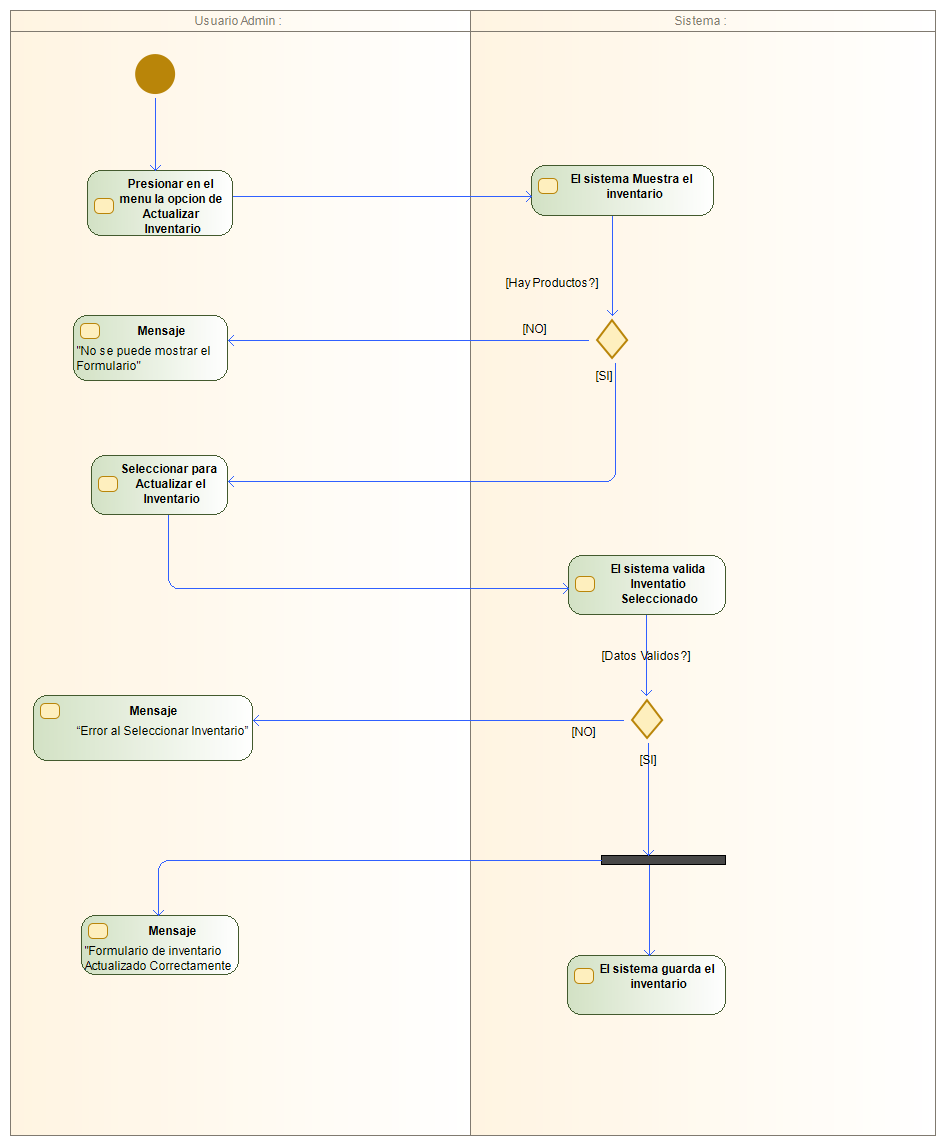 Usuario Admin :
Sistema :
Presionar en el
menu la opcion de
Actualizar
Inventario
El sistema Muestra el
inventario
[Hay Productos?]
[NO]
Mensaje
"No se puede mostrar el
Formulario"
[SI]
Seleccionar para
Actualizar el
Inventario
El sistema valida
Inventatio
Seleccionado
[Datos Validos?]
Mensaje
“Error al Seleccionar Inventario”
[NO]
[SI]
Mensaje
"Formulario de inventario
Actualizado Correctamente
El sistema guarda el
inventario